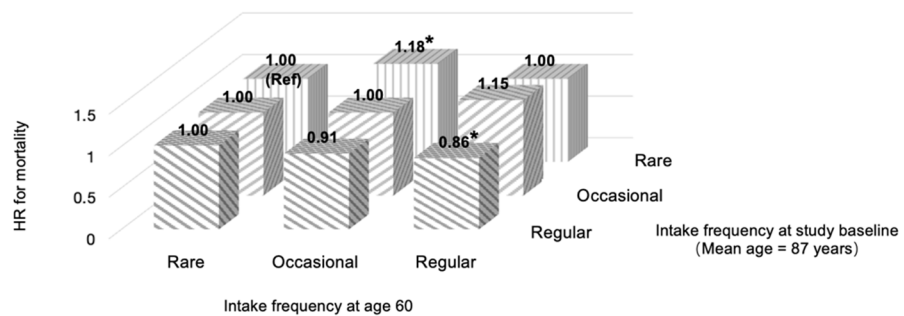 1.00
(Ref)
1.18*
1.00
1.00
1.00
1.15
1.00
0.91
0.86*
HR for mortality
1.5
1
0.5
0
Rare
Occasional
Regular
Rare
Occasional
Regular
Intake frequency at study baseline
(Mean age = 87 years)
Intake frequency at age 60